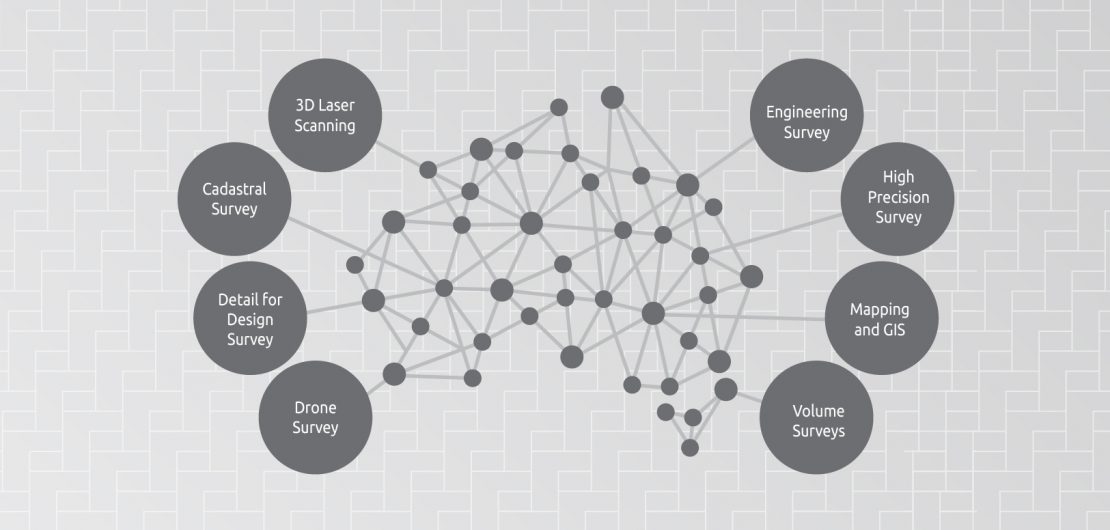 3D Laser
Scanning
Cadastral
Survey
Detail for
Design
Survey
Drone
Survey
Engineering
Survey
High
Precision
Survey
Mapping
and GIS
Volume
Surveys